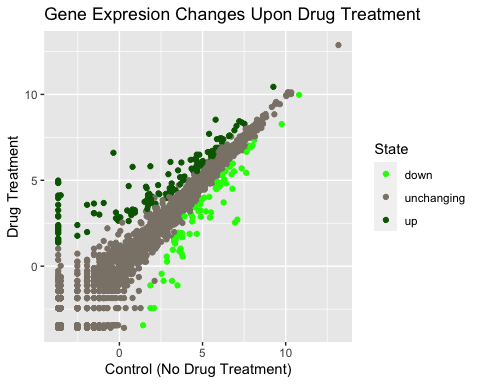 Gene Expresion Changes Upon Drug Treatment
10
5
0
Drug Treatment
0 5 10
Control (No Drug Treatment)
State
down
unchanging
up